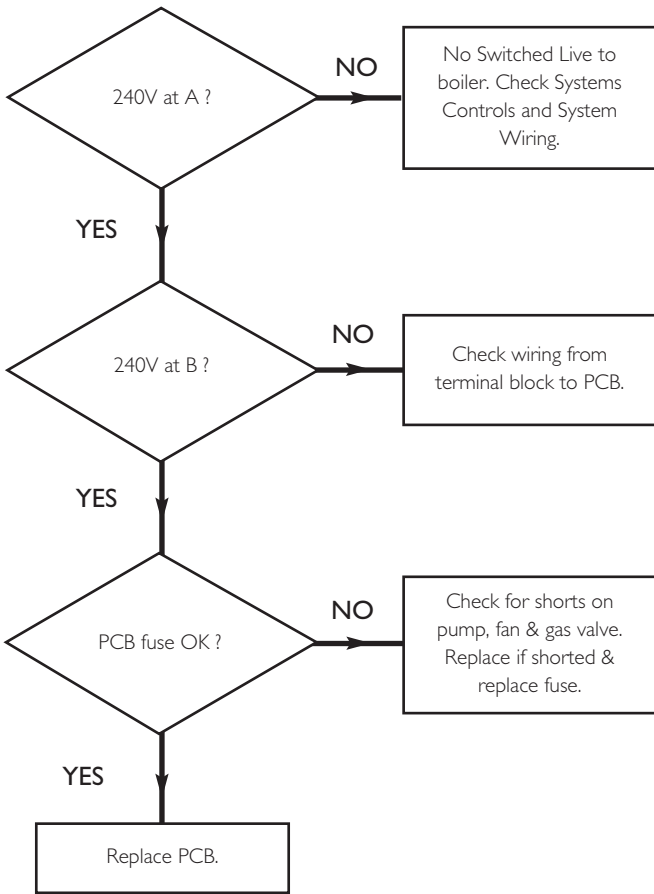 240V at A ?
NO
No Switched Live to
boiler. Check Systems
Controls and System
Wiring.
YES
240V at B ?
NO
Check wiring from
terminal block to PCB.
YES
PCB fuse OK ?
NO
Check for shorts on
pump, fan & gas valve.
Replace if shorted &
replace fuse.
YES
Replace PCB.